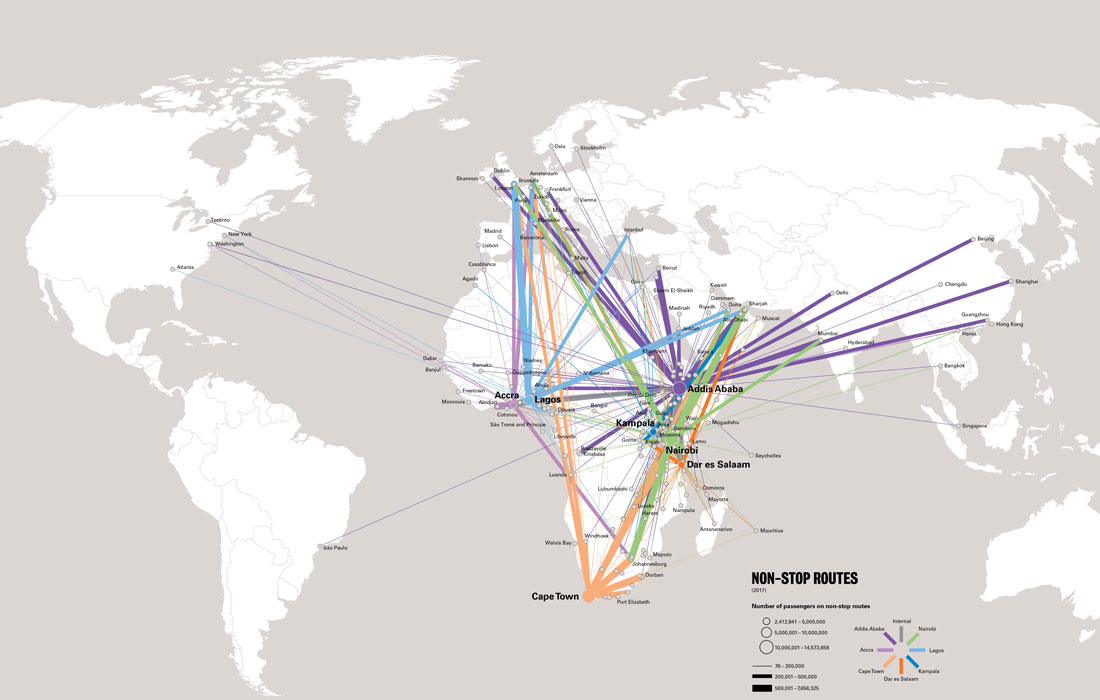 Oslo
Stockholm
Dublin
Amsterdam
Shannon
Brussels
London
Frankfurt
Paris
Zurich
Vienna
Milan
Toronto
Marseille
New York
Madrid
Rome
Istanbul
Barcelona
Beijing
Washington
Lisbon
Malta
Atlanta
Casablanca
Tripoli
Beirut
Agadir
Cairo
Kuwait
Chengdu
Shanghai
Sharm El-Sheikh
Delhi
Dammam
Madinah
Riyadh
Doha
Sharjah
Abu Dhabi
Muscat
Guangzhou
Hong Kong
Jeddah
Mumbai
Hanoi
Hyderabad
Khartoum
Sana'a
Dakar
Niamey
Bamako
Bangkok
Banjul
Ouagadougou
N'djamena
Abuja
Addis Ababa
Freetown
Accra
Lagos
Monrovia
Abidjan
Douala
Bangui
Cotonou
Kampala
Mogadishu
São Tomé and Príncipe
Singapore
Libreville
Goma
Musoma
Samburu
Lamu
Brazzaville
Kinshasa
Nairobi
Seychelles
Dar es Salaam
Luanda
Lubumbashi
Comoros
Mayotte
Lusaka
Harare
Nampula
Antananarivo
Mauritius
Windhoek
Walvis Bay
São Paulo
Maputo
Johannesburg
Durban
Cape Town
Port Elizabeth
NON-STOP ROUTES
(2017)
Number of passengers on non-stop routes
2,412,841 – 5,000,000
5,000,001 – 10,000,000
10,000,001 – 14,573,658
76 – 200,000
200,001 – 500,000
500,001 – 7,658,325
Internal
Addis Ababa
Nairobi
Accra
Lagos
Cape Town
Kampala
Dar es Salaam